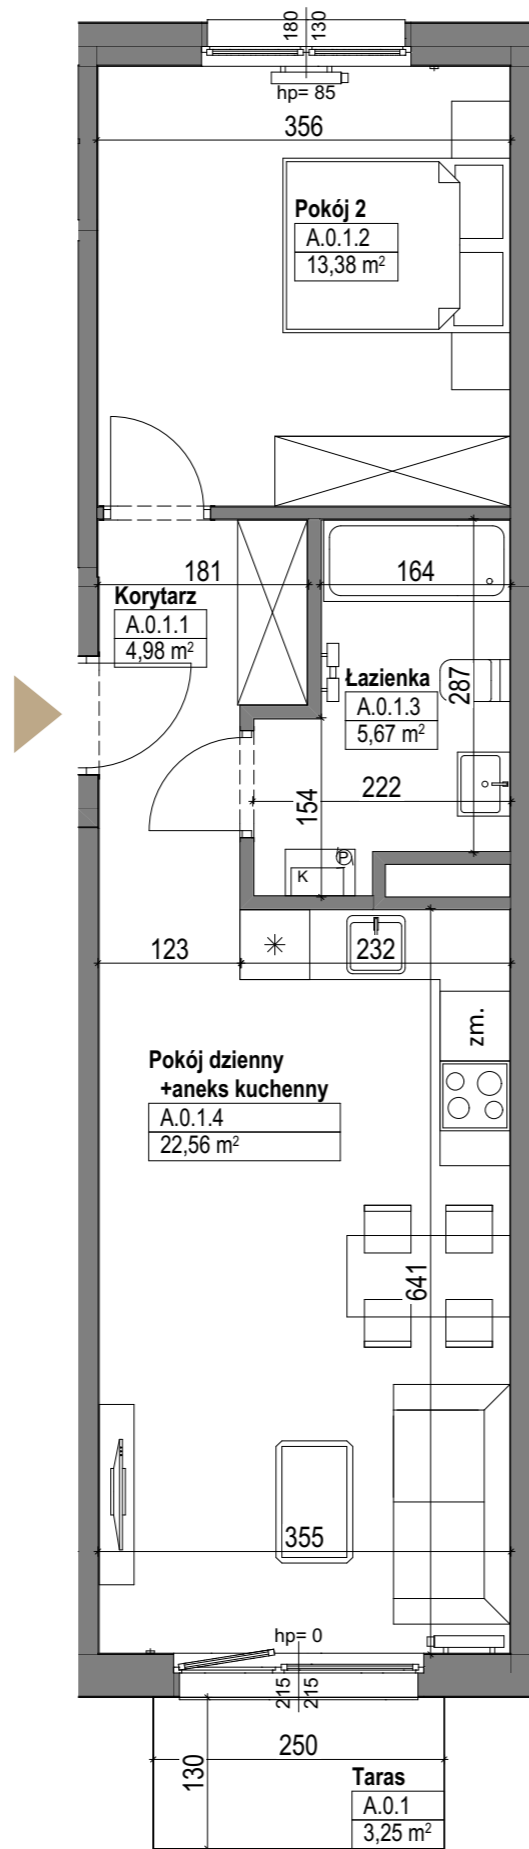 180
130
hp= 85
356
Pokój 2
A.0.1.2
13,38 m²
181
164
Korytarz
A.0.1.1
4,98 m²
287
Łazienka
A.0.1.3
5,67 m²
222
154
P
K
123
232
zm.
Pokój dzienny
+aneks kuchenny
A.0.1.4
22,56 m²
641
355
hp= 0
215
215
250
130
Taras
A.0.1
3,25 m²